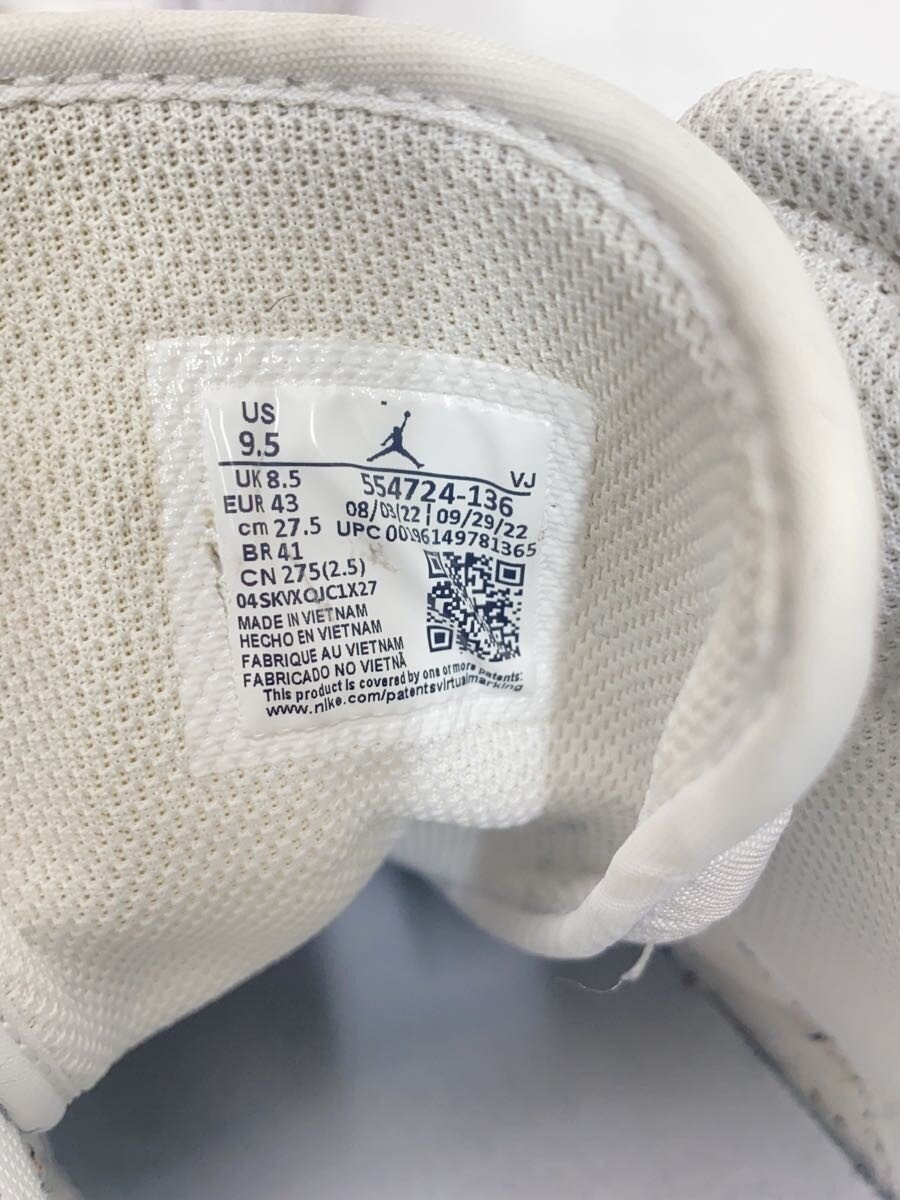 US
9.5
VJ
UK 8.5
554724-136
EUR 43
08/03/22 | 09/29/22
cm 27.5
UPC 00196149781365
BR 41
CN 275(2.5)
04SKVXQJC1X27
MADE IN VIETNAM
HECHO EN VIETNAM
FABRIQUE AU VIETNAM
FABRICADO NO VIETNÃ
This product is covered by one or more patents:
www.nike.com/patentsvirtualmarking